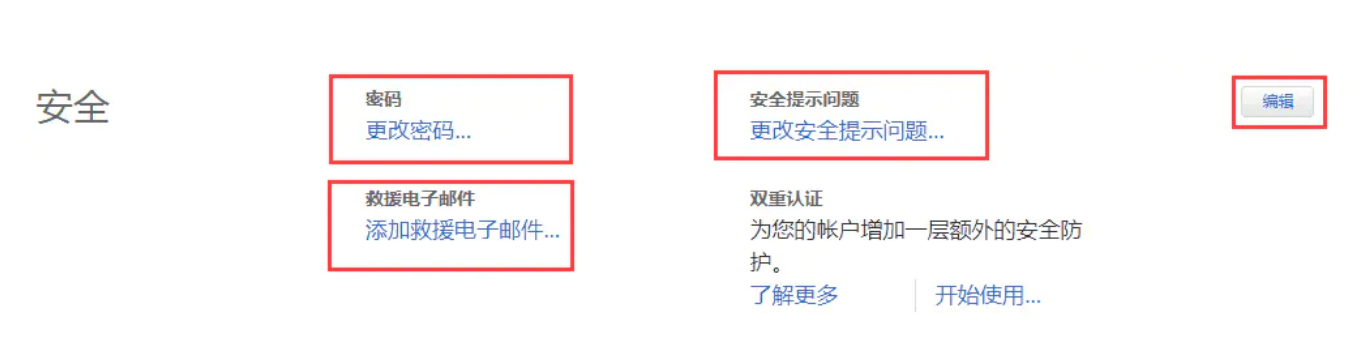 安全
密码
更改密码...
安全提示问题
更改安全提示问题...
编辑
救援电子邮件
添加救援电子邮件...
双重认证
为您的帐户增加一层额外的安全防
护。
了解更多
开始使用...